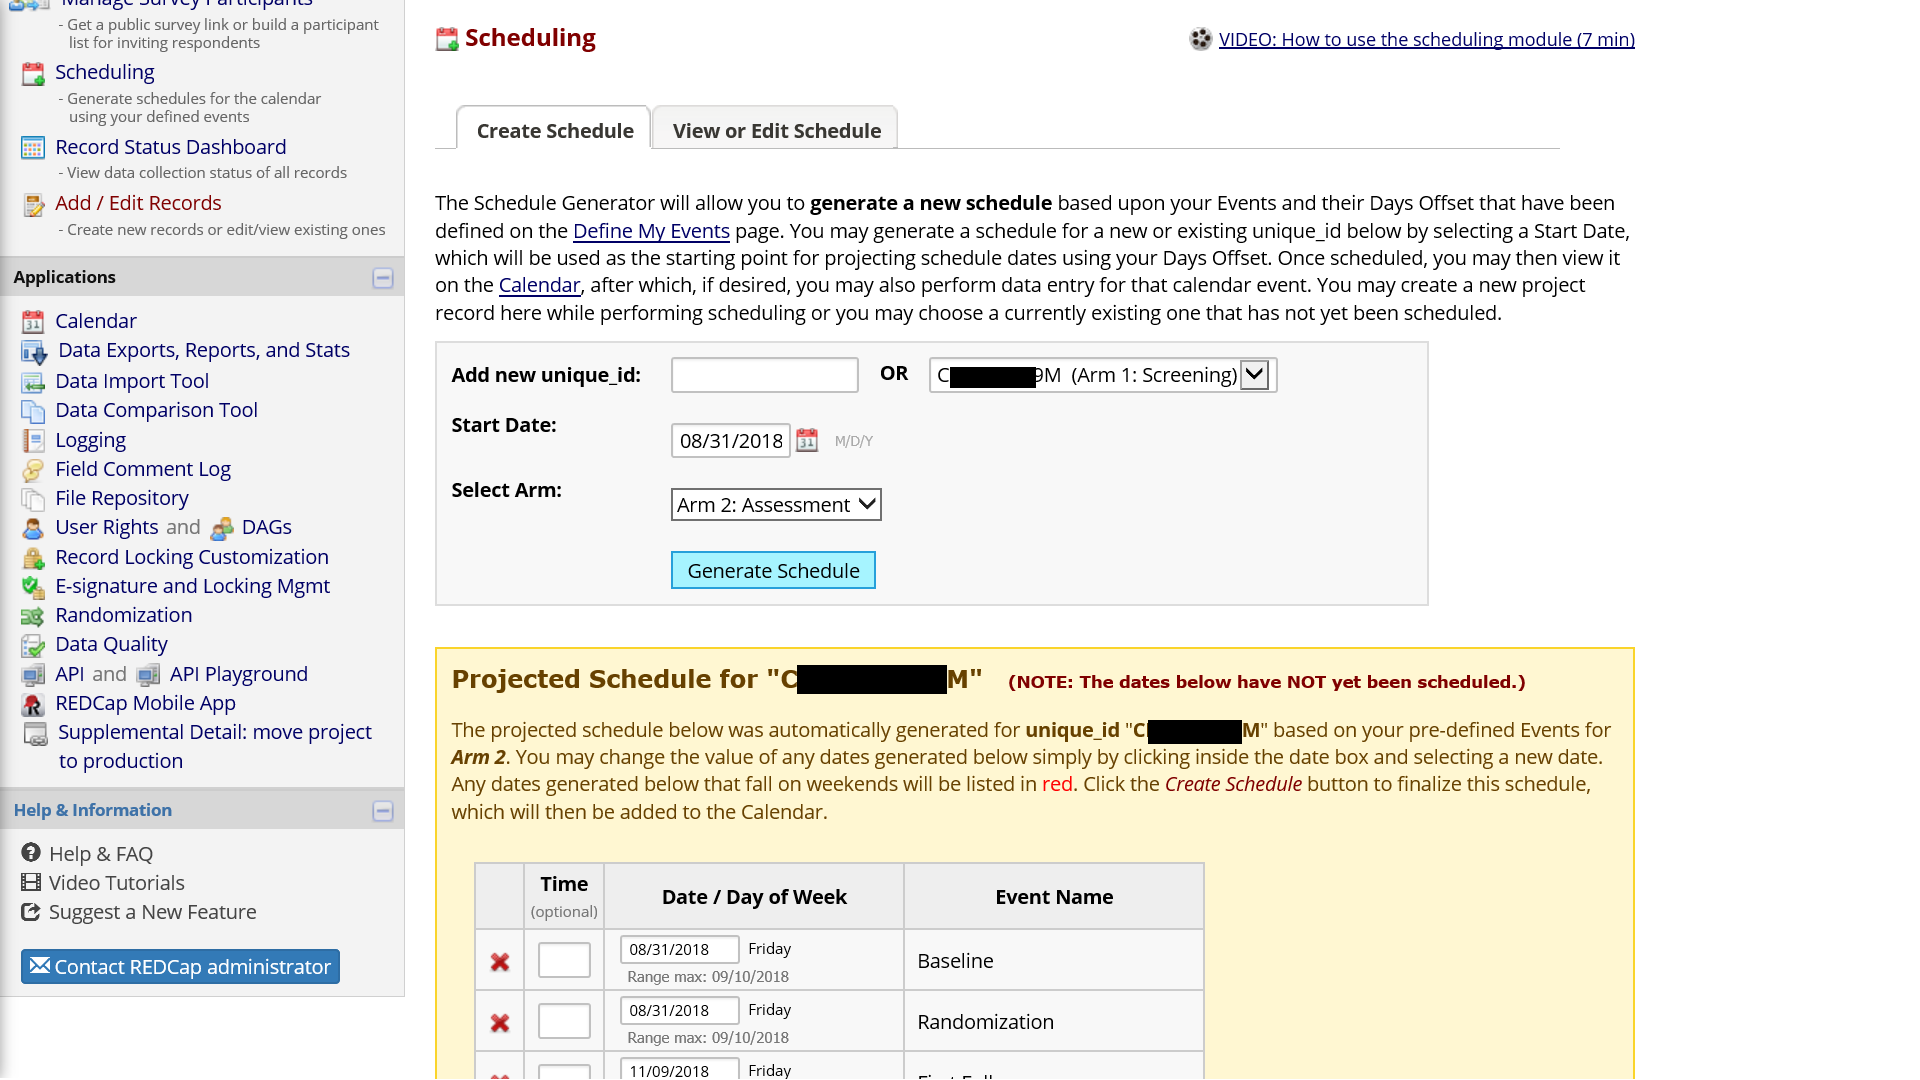 Manage Survey Participants
- Get a public survey link or build a participant
list for inviting respondents
Scheduling
- Generate schedules for the calendar
using your defined events
Record Status Dashboard
- View data collection status of all records
Add / Edit Records
- Create new records or edit/view existing ones
Applications
Calendar
Data Exports, Reports, and Stats
Data Import Tool
Data Comparison Tool
Logging
Field Comment Log
File Repository
User Rights and DAGs
Record Locking Customization
E-signature and Locking Mgmt
Randomization
Data Quality
API and API Playground
REDCap Mobile App
Supplemental Detail: move project
to production
Help & Information
Help & FAQ
Video Tutorials
Suggest a New Feature
Contact REDCap administrator
Scheduling
VIDEO: How to use the scheduling module (7 min)
Create Schedule
View or Edit Schedule
The Schedule Generator will allow you to generate a new schedule based upon your Events and their Days Offset that have been
defined on the Define My Events page. You may generate a schedule for a new or existing unique_id below by selecting a Start Date,
which will be used as the starting point for projecting schedule dates using your Days Offset. Once scheduled, you may then view it
on the Calendar, after which, if desired, you may also perform data entry for that calendar event. You may create a new project
record here while performing scheduling or you may choose a currently existing one that has not yet been scheduled.
Add new unique_id: OR C 9M (Arm 1: Screening)
Start Date:
08/31/2018 31 M/D/Y
Select Arm:
Arm 2: Assessment
Generate Schedule
Projected Schedule for "C M" (NOTE: The dates below have NOT yet been scheduled.)
The projected schedule below was automatically generated for unique_id "C M" based on your pre-defined Events for
Arm 2. You may change the value of any dates generated below simply by clicking inside the date box and selecting a new date.
Any dates generated below that fall on weekends will be listed in red. Click the Create Schedule button to finalize this schedule,
which will then be added to the Calendar.
Time
(optional)
Date / Day of Week
Event Name
08/31/2018 Friday
Range max: 09/10/2018
Baseline
08/31/2018 Friday
Range max: 09/10/2018
Randomization
11/09/2018 Friday